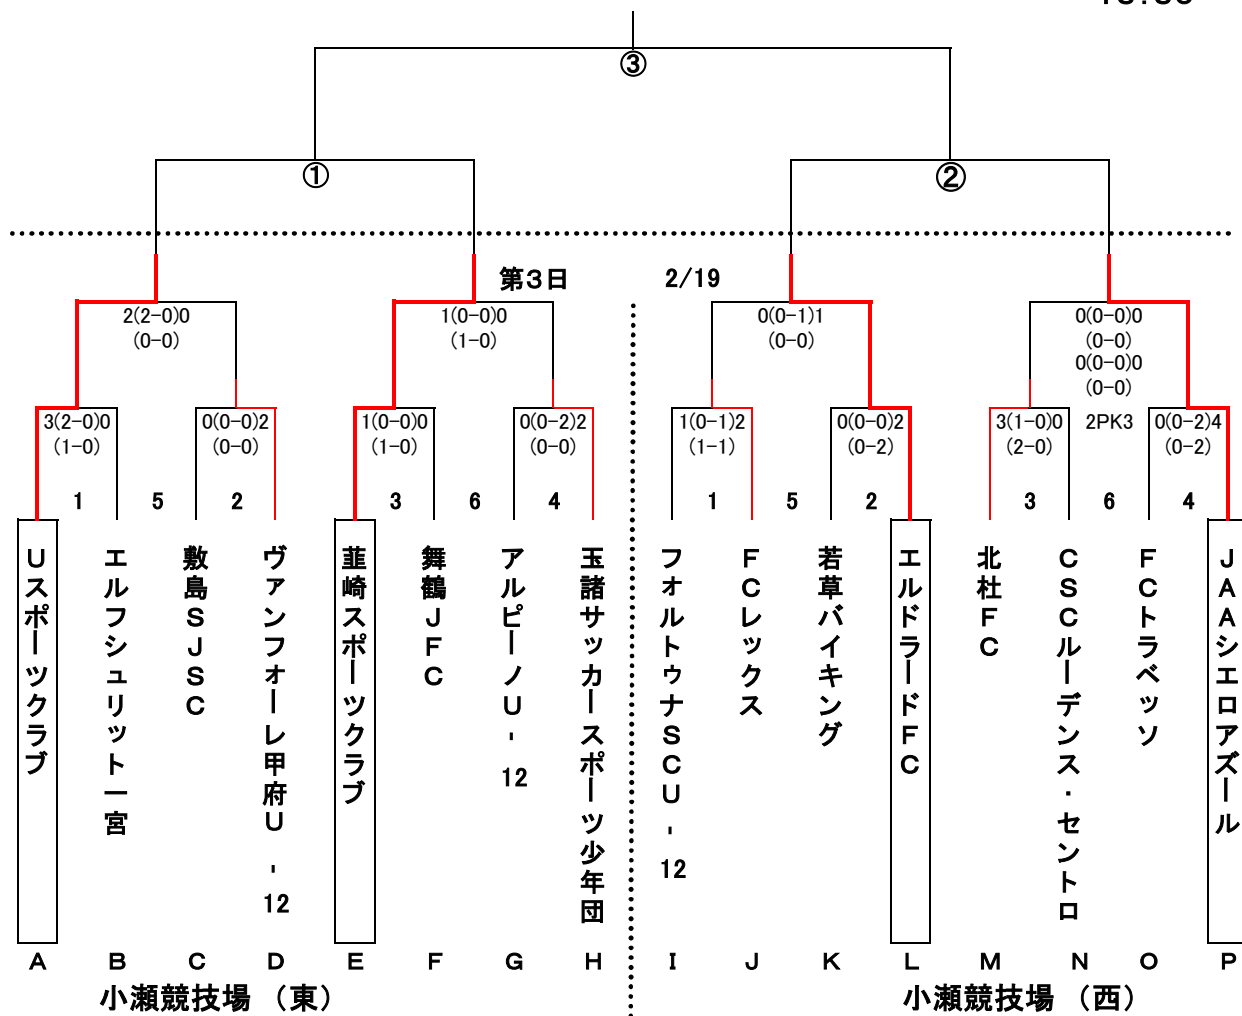 ③
①
②
第3日
2/19
2(2-0)0
(0-0)
1(0-0)0
(1-0)
0(0-1)1
(0-0)
0(0-0)0
(0-0)
0(0-0)0
(0-0)
2PK3
3(2-0)0
(1-0)
0(0-0)2
(0-0)
1(0-0)0
(1-0)
0(0-2)2
(0-0)
1(0-1)2
(1-1)
0(0-0)2
(0-2)
3(1-0)0
(2-0)
0(0-2)4
(0-2)
1 5 2 3 6 4 1 5 2 3 6 4
Uスポーツクラブ
エルフシュリット一宮
敷島SJSC
ヴァンフォーレ甲府U-12
韮崎スポーツクラブ
舞鶴JFC
アルピーノU-12
玉諸サッカースポーツ少年団
フォルトゥナSCU-12
FCレックス
若草バイキング
エルドラードFC
北杜FC
CSCルーデンス・セントロ
FCトラベッソ
JAAシエロアズール
A B C D E F G H I J K L M N O P
小瀬競技場 (東)
小瀬競技場 (西)